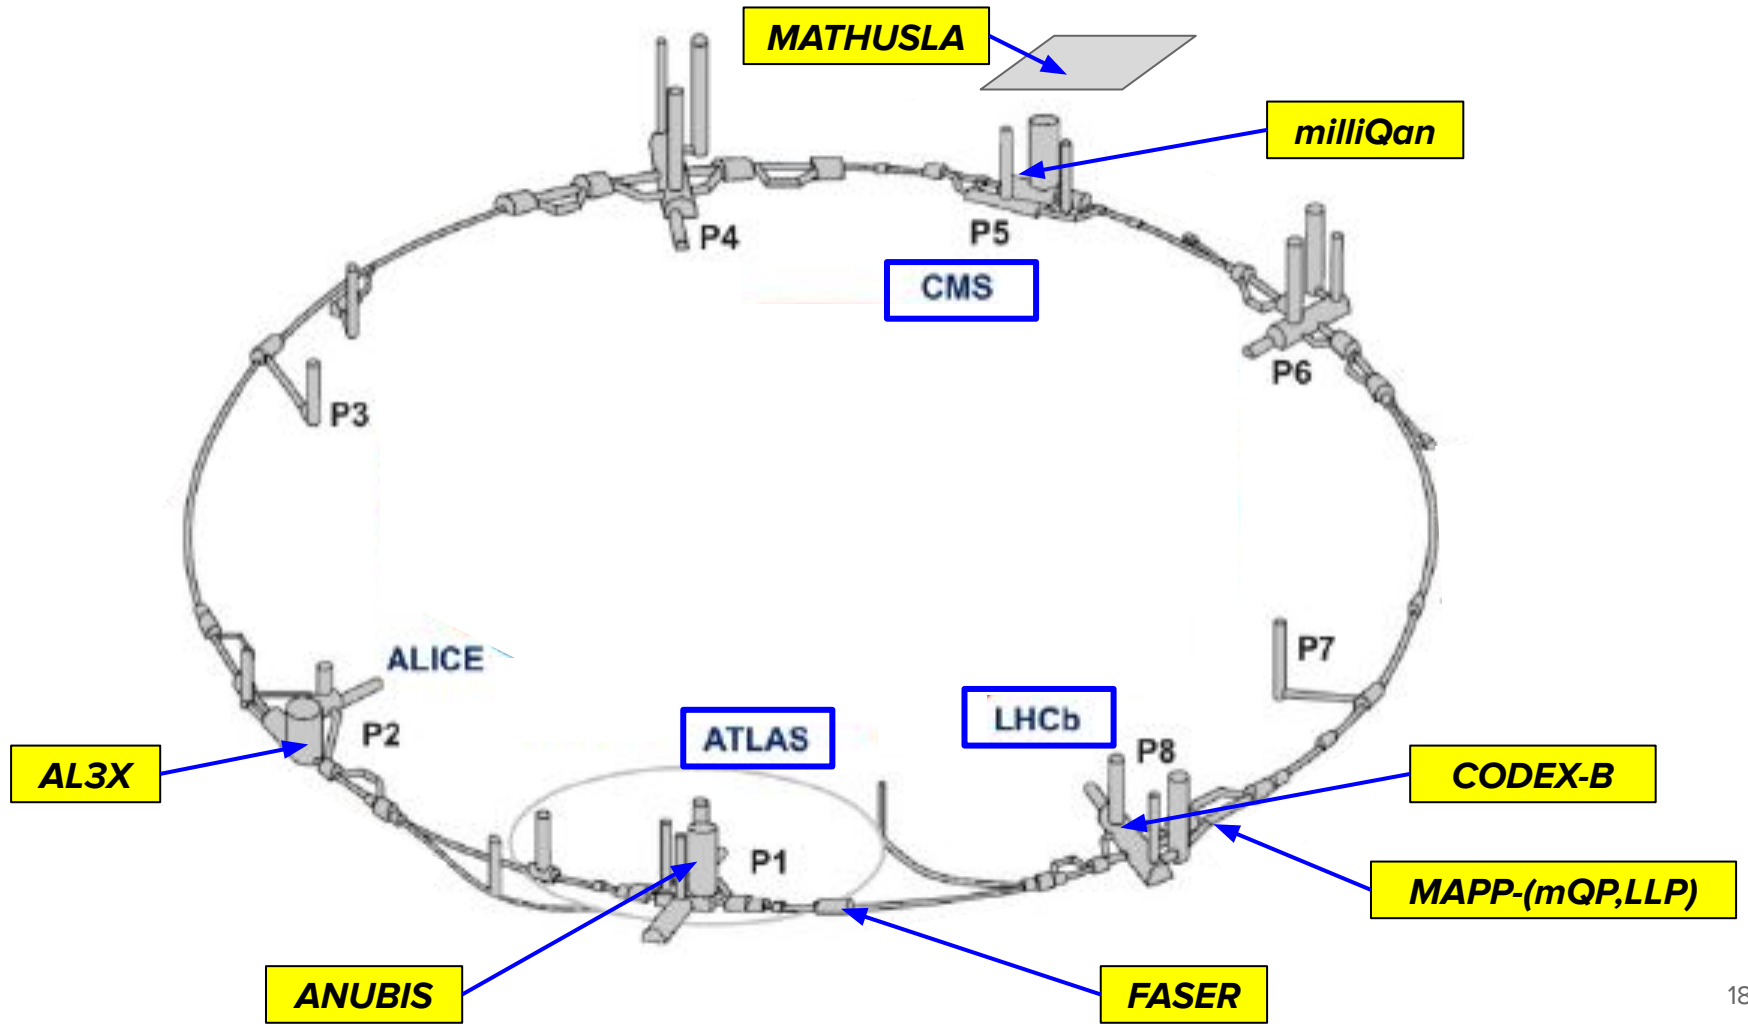 MATHUSLA
milliQan
P4
P5
CMS
P6
P3
P7
ALICE
P2
ATLAS
LHCb
P8
AL3X
CODEX-B
P1
MAPP-(mQP,LLP)
ANUBIS
FASER
18